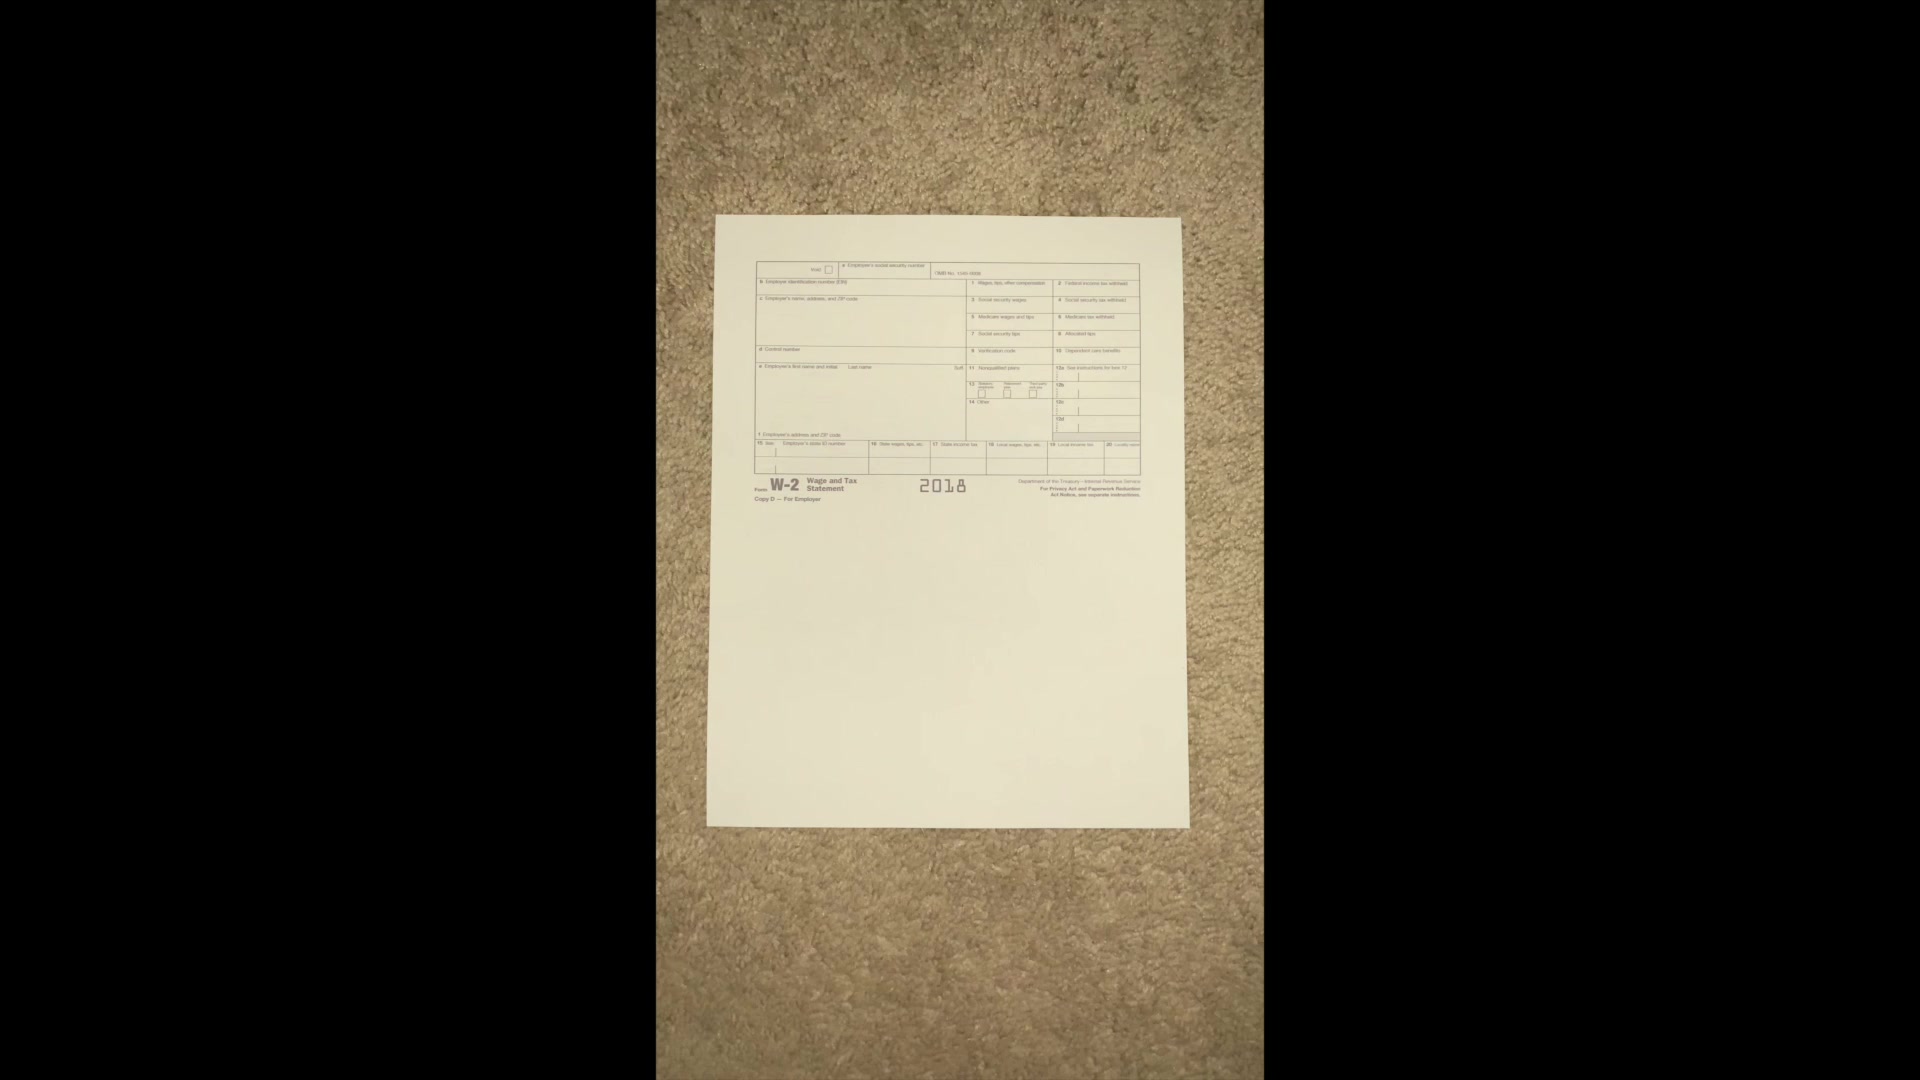 Void a Employee's social security number OMB No. 1545-0008
b Employer identification number (EIN) 1 Wages, tips, other compensation 2 Federal income tax withheld
c Employer's name, address, and ZIP code 3 Social security wages 4 Social security tax withheld
5 Medicare wages and tips 6 Medicare tax withheld
7 Social security tips 8 Allocated tips
d Control number 9 Verification code 10 Dependent care benefits
e Employee's first name and initial Last name Suff. 11 Nonqualified plans 12a See instructions for box 12
13 Statutory employee Retirement plan Third-party sick pay 12b
14 Other 12c
12d
f Employee's address and ZIP code
15 State Employer's state ID number 16 State wages, tips, etc. 17 State income tax 18 Local wages, tips, etc. 19 Local income tax 20 Locality name
Form W-2 Wage and Tax Statement 2018 Department of the Treasury—Internal Revenue Service
For Privacy Act and Paperwork Reduction
Act Notice, see separate instructions.
Copy D — For Employer